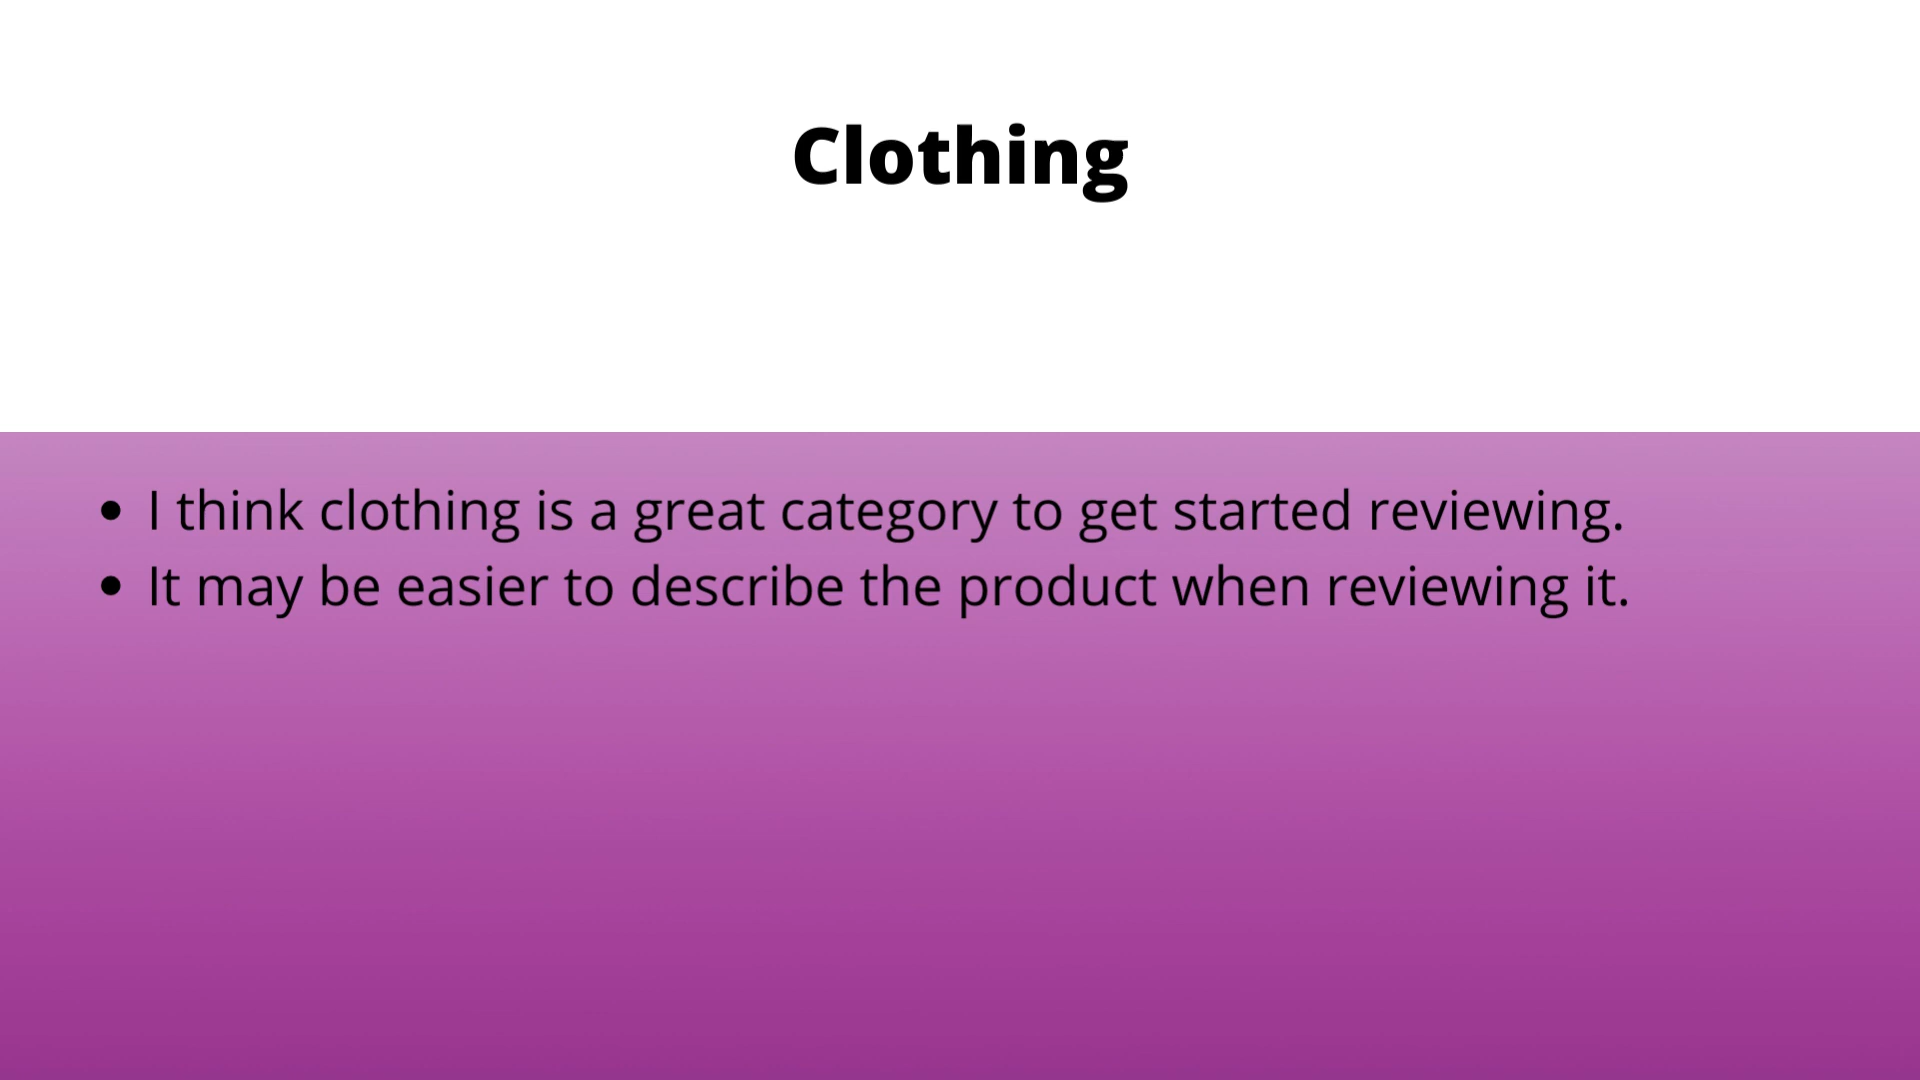 Clothing
• I think clothing is a great category to get started reviewing.
• It may be easier to describe the product when reviewing it.